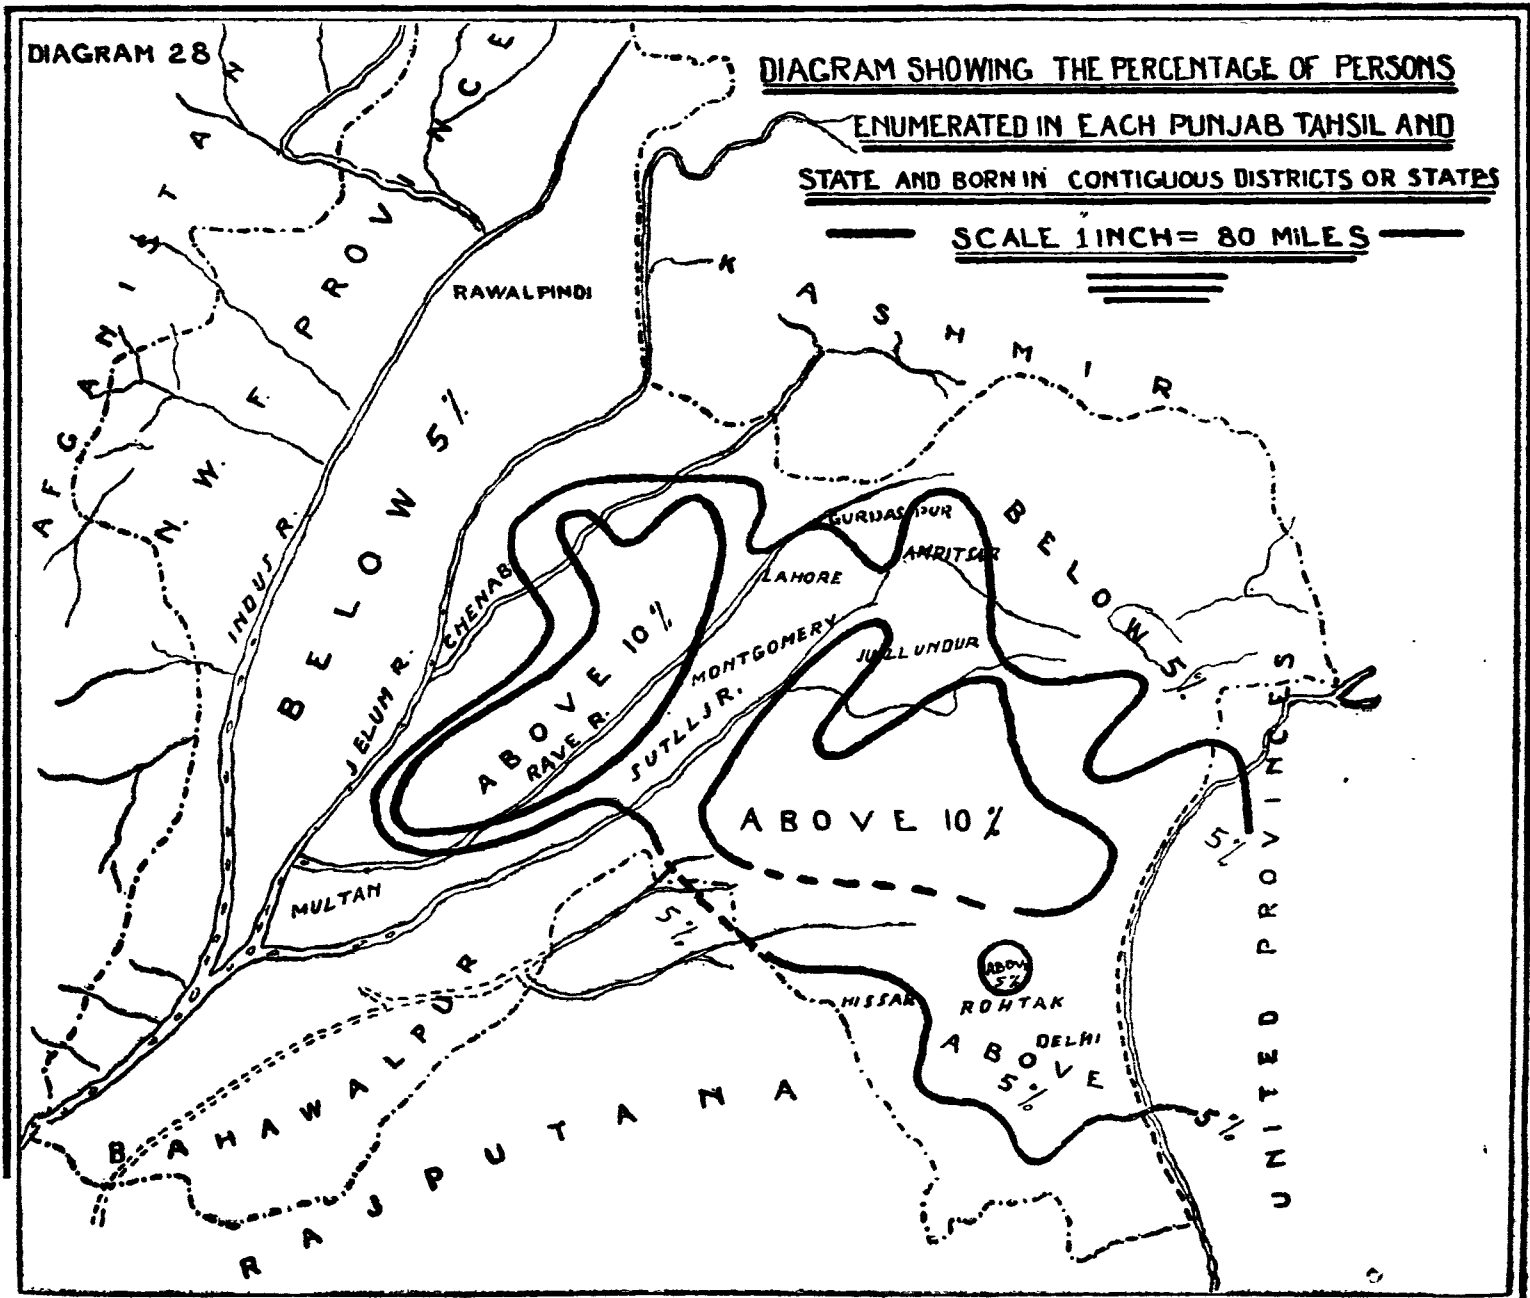 DIAGRAM 28
DIAGRAM SHOWING THE PERCENTAGE OF PERSONS
ENUMERATED IN EACH PUNJAB TAHSIL AND
STATE AND BORN IN CONTIGUOUS DISTRICTS OR STATES
SCALE 1 INCH = 80 MILES
AFGANISTAN
N. W. F. PROVINCE
KASHMIR
RAWALPINDI
BELOW 5%
INDUS R.
JELUM R.
CHENAB
ABOVE 10%
RAVE R.
SUTLLJ R.
MONTGOMERY
LAHORE
GURDASPUR
AMRITSAR
JULLUNDUR
BELOW 5
ABOVE 10%
MULTAN
5%
5%
ABOV
5%
HISSAR
ROHTAK
DELHI
ABOVE
5%
5%
BAHAWALPUR
RAJPUTANA
UNITED PROVINCES